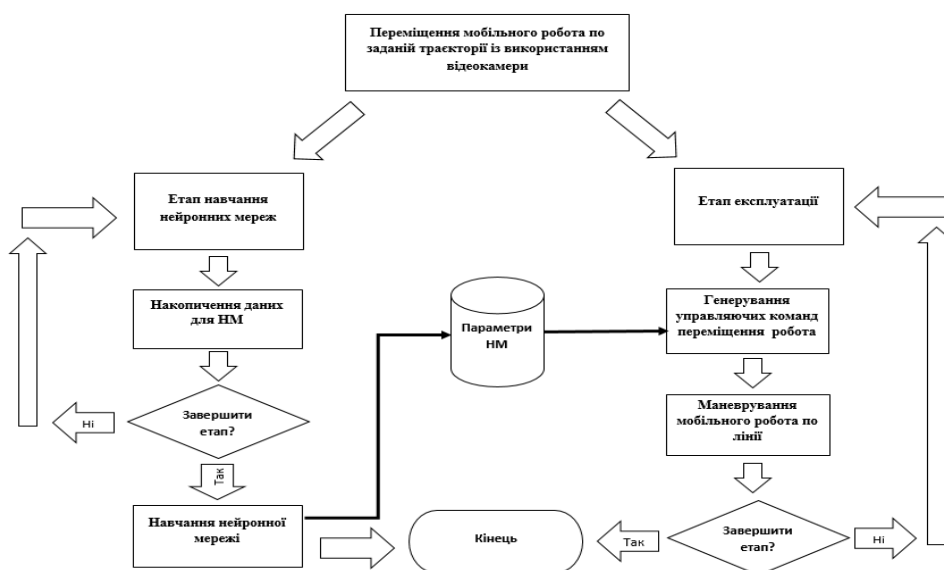 Переміщення мобільного робота по
заданій траєкторії із використанням
відеокамери
Етап навчання
нейронних мереж
Етап експлуатації
Накопичення даних
для НМ
Параметри
НМ
Генерування
управляючих команд
переміщення робота
Завершити
етап?
Ні
Маневрування
мобільного робота по
лінії
Так
Навчання нейронної
мережі
Кінець
Так
Завершити
етап?
Ні